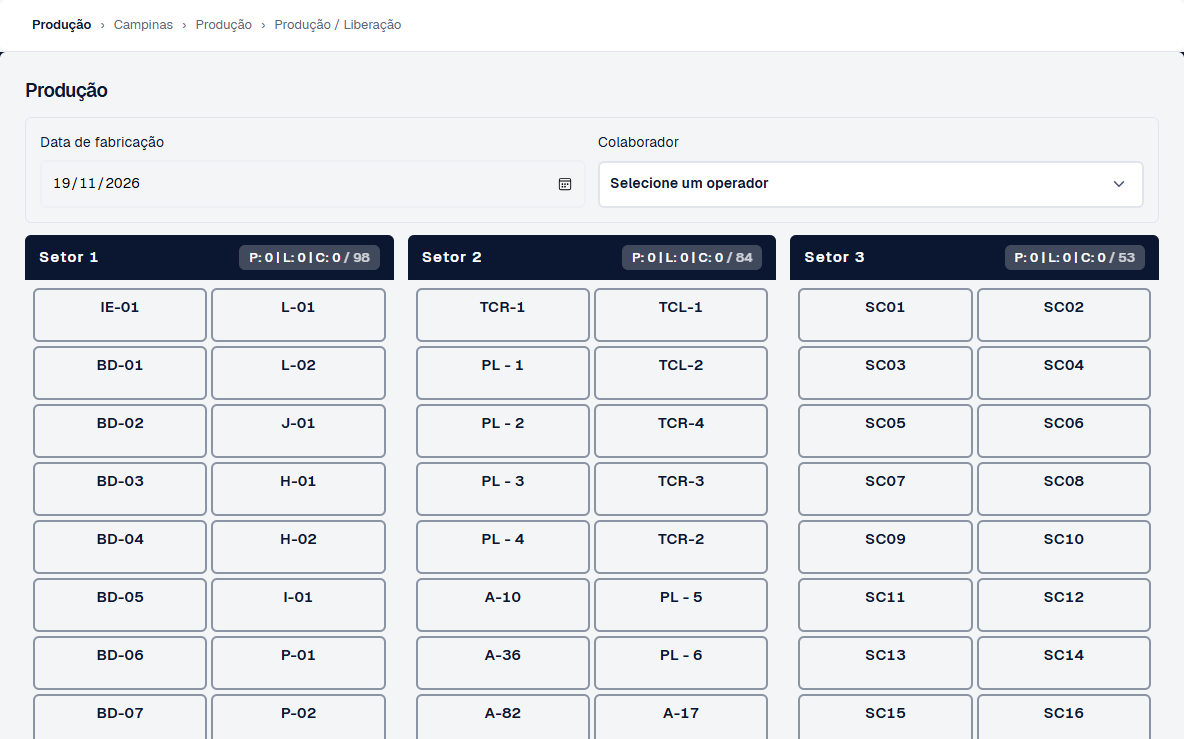 Produção › Campinas › Produção › Produção / Liberação
Produção
Data de fabricação
Colaborador
19/11/2026
Selecione um operador
Setor 1
P: 0 | L: 0 | C: 0 / 98
Setor 2
P: 0 | L: 0 | C: 0 / 84
Setor 3
P: 0 | L: 0 | C: 0 / 53
IE-01 L-01 TCR-1 TCL-1 SC01 SC02
BD-01 L-02 PL - 1 TCL-2 SC03 SC04
BD-02 J-01 PL - 2 TCR-4 SC05 SC06
BD-03 H-01 PL - 3 TCR-3 SC07 SC08
BD-04 H-02 PL - 4 TCR-2 SC09 SC10
BD-05 I-01 A-10 PL - 5 SC11 SC12
BD-06 P-01 A-36 PL - 6 SC13 SC14
BD-07 P-02 A-82 A-17 SC15 SC16